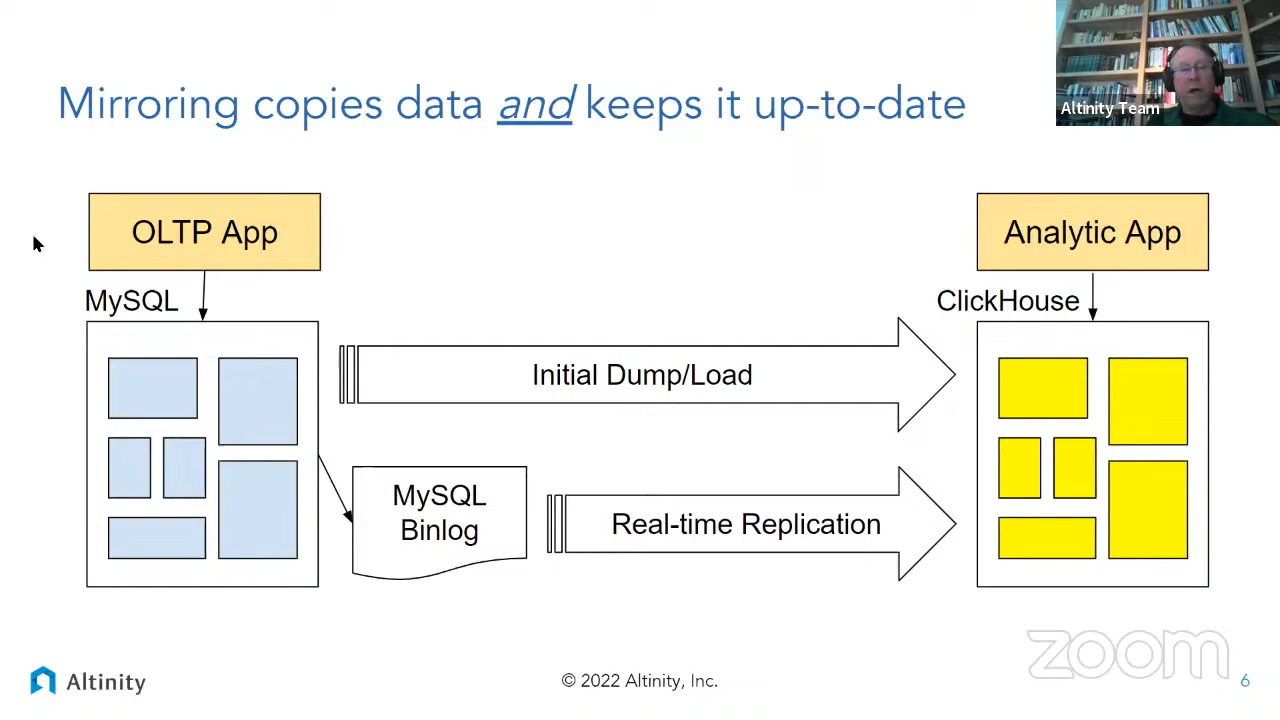 Altinity Team
Mirroring copies data and keeps it up-to-date
OLTP App
Analytic App
MySQL
ClickHouse
Initial Dump/Load
MySQL
Binlog
Real-time Replication
zoom
Altinity
© 2022 Altinity, Inc.
6